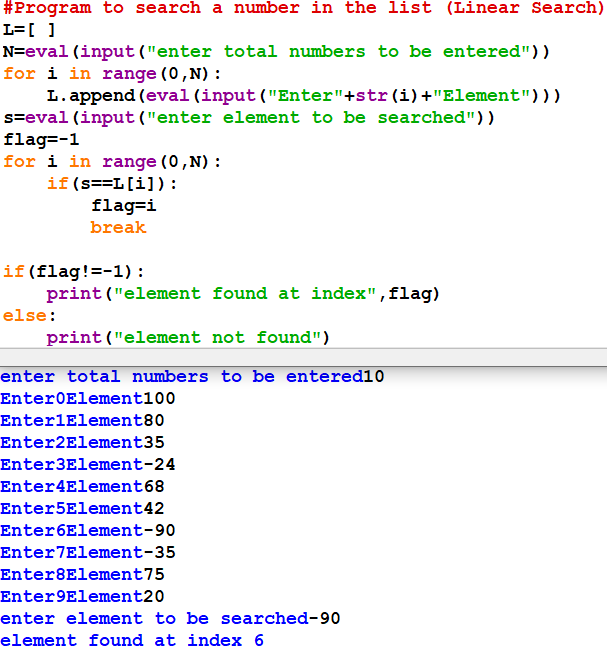 #Program to search a number in the list (Linear Search)
L=[ ]
N=eval(input("enter total numbers to be entered"))
for i in range(0,N):
    L.append(eval(input("Enter"+str(i)+"Element")))
s=eval(input("enter element to be searched"))
flag=-1
for i in range(0,N):
    if(s==L[i]):
        flag=i
        break
if(flag!=-1):
    print("element found at index",flag)
else:
    print("element not found")
enter total numbers to be entered10
Enter0Element100
Enter1Element80
Enter2Element35
Enter3Element-24
Enter4Element68
Enter5Element42
Enter6Element-90
Enter7Element-35
Enter8Element75
Enter9Element20
enter element to be searched-90
element found at index 6